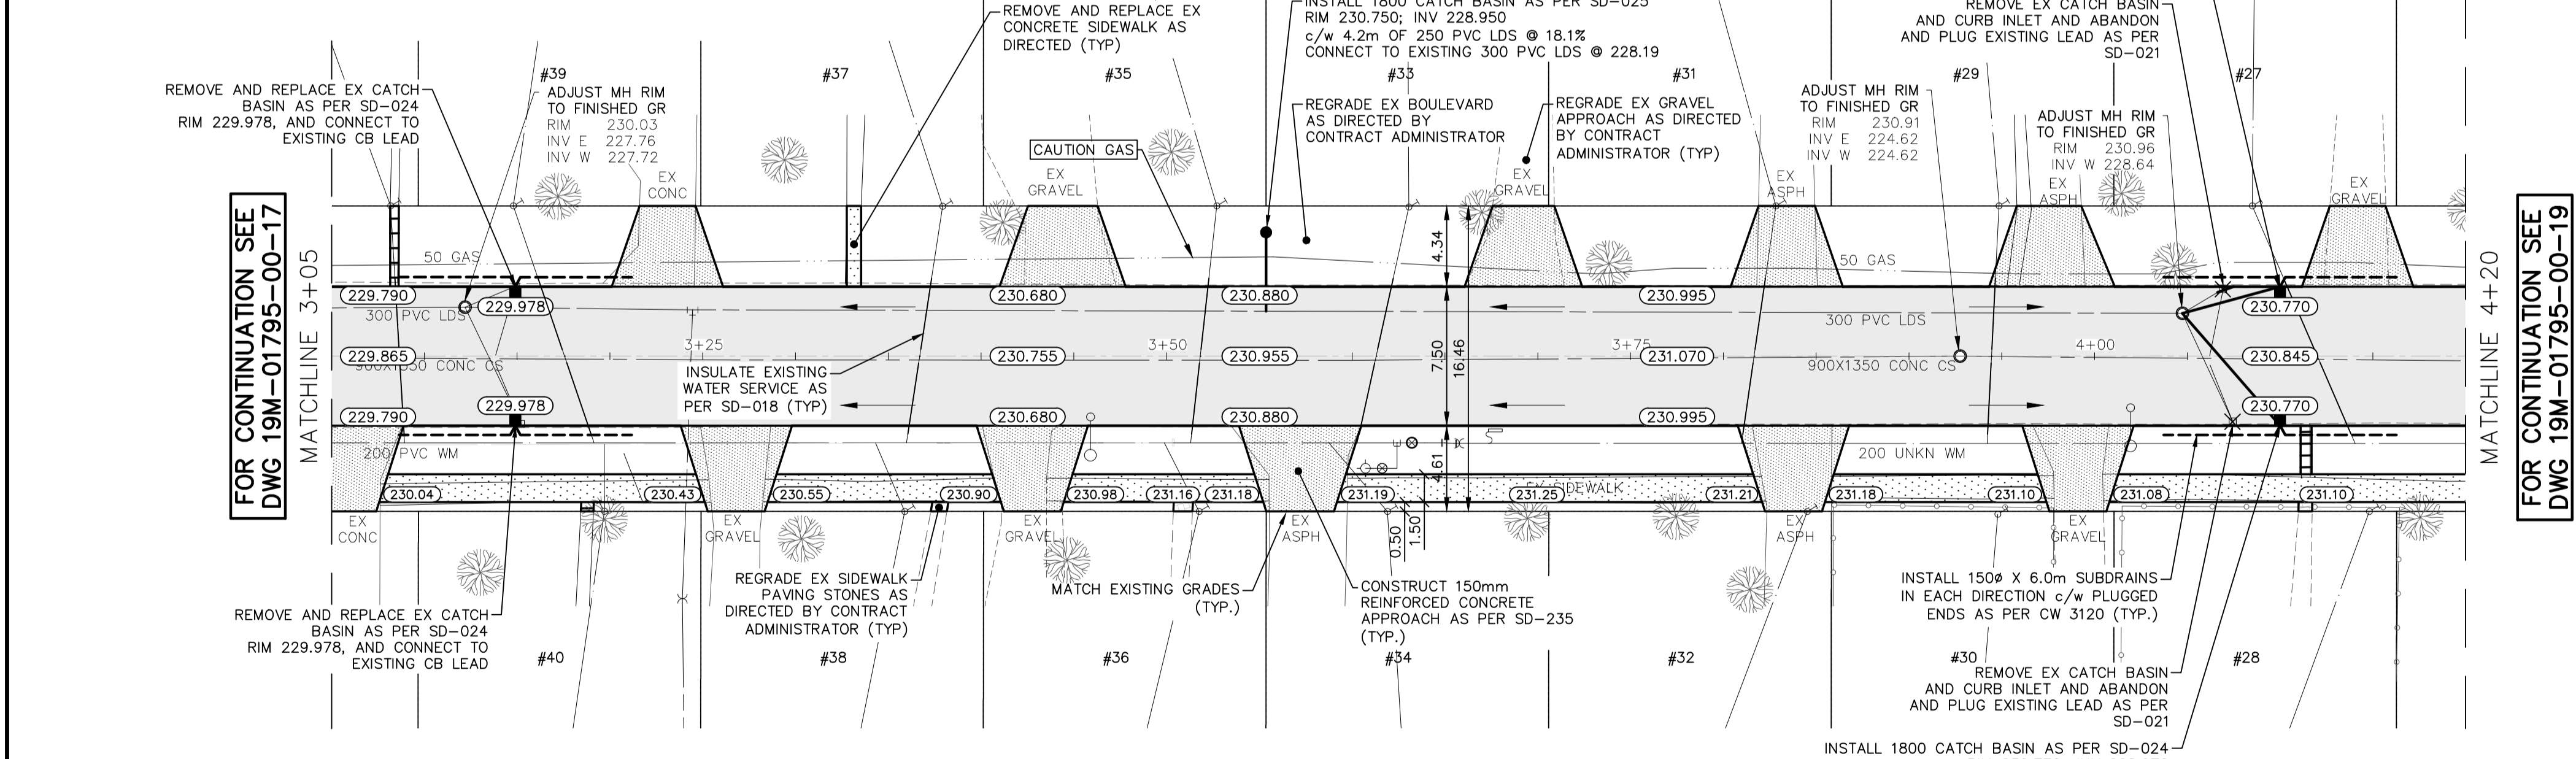 REMOVE AND REPLACE EX
CONCRETE SIDEWALK AS
DIRECTED (TYP)
INSTALL 1800 CATCH BASIN AS PER SD-025
RIM 230.750; INV 228.950
c/w 4.2m OF 250 PVC LDS @ 18.1%
CONNECT TO EXISTING 300 PVC LDS @ 228.19
REMOVE EX CATCH BASIN
AND CURB INLET AND ABANDON
AND PLUG EXISTING LEAD AS PER
SD-021
#39
#37
#35
#33
#31
#29
#27
REMOVE AND REPLACE EX CATCH
BASIN AS PER SD-024
RIM 229.978, AND CONNECT TO
EXISTING CB LEAD
ADJUST MH RIM
TO FINISHED GR
RIM 230.03
INV E 227.76
INV W 227.72
EX
CONC
CAUTION GAS
EX
GRAVEL
REGRADE EX BOULEVARD
AS DIRECTED BY
CONTRACT ADMINISTRATOR
REGRADE EX GRAVEL
APPROACH AS DIRECTED
BY CONTRACT
ADMINISTRATOR (TYP)
EX
GRAVEL
EX
ASPH
ADJUST MH RIM
TO FINISHED GR
RIM 230.91
INV E 224.62
INV W 224.62
ADJUST MH RIM
TO FINISHED GR
RIM 230.96
INV W 228.64
EX
ASPH
EX
GRAVEL
FOR CONTINUATION SEE
DWG 19M-01795-00-17
MATCHLINE 3+05
50 GAS
4.34
50 GAS
229.790
229.978
230.680
230.880
230.995
230.770
300 PVC LDS
300 PVC LDS
3+25
3+50
3+75
4+00
229.865
230.755
230.955
231.070
230.845
900X1350 CONC CS
900X1350 CONC CS
7.50
16.46
INSULATE EXISTING
WATER SERVICE AS
PER SD-018 (TYP)
229.790
229.978
230.680
230.880
230.995
230.770
200 PVC WM
4.61
200 UNKN WM
EX SIDEWALK
230.04
230.43
230.55
230.90
230.98
231.16
231.18
231.19
231.25
231.21
231.18
231.10
231.08
231.10
MATCHLINE 4+20
FOR CONTINUATION SEE
DWG 19M-01795-00-19
EX
CONC
EX
GRAVEL
EX
GRAVEL
EX
ASPH
0.50
1.50
EX
ASPH
EX
GRAVEL
REMOVE AND REPLACE EX CATCH
BASIN AS PER SD-024
RIM 229.978, AND CONNECT TO
EXISTING CB LEAD
REGRADE EX SIDEWALK
PAVING STONES AS
DIRECTED BY CONTRACT
ADMINISTRATOR (TYP)
MATCH EXISTING GRADES
(TYP.)
CONSTRUCT 150mm
REINFORCED CONCRETE
APPROACH AS PER SD-235
(TYP.)
INSTALL 150ø X 6.0m SUBDRAINS
IN EACH DIRECTION c/w PLUGGED
ENDS AS PER CW 3120 (TYP.)
#40
#38
#36
#34
#32
#30
#28
REMOVE EX CATCH BASIN
AND CURB INLET AND ABANDON
AND PLUG EXISTING LEAD AS PER
SD-021
INSTALL 1800 CATCH BASIN AS PER SD-024